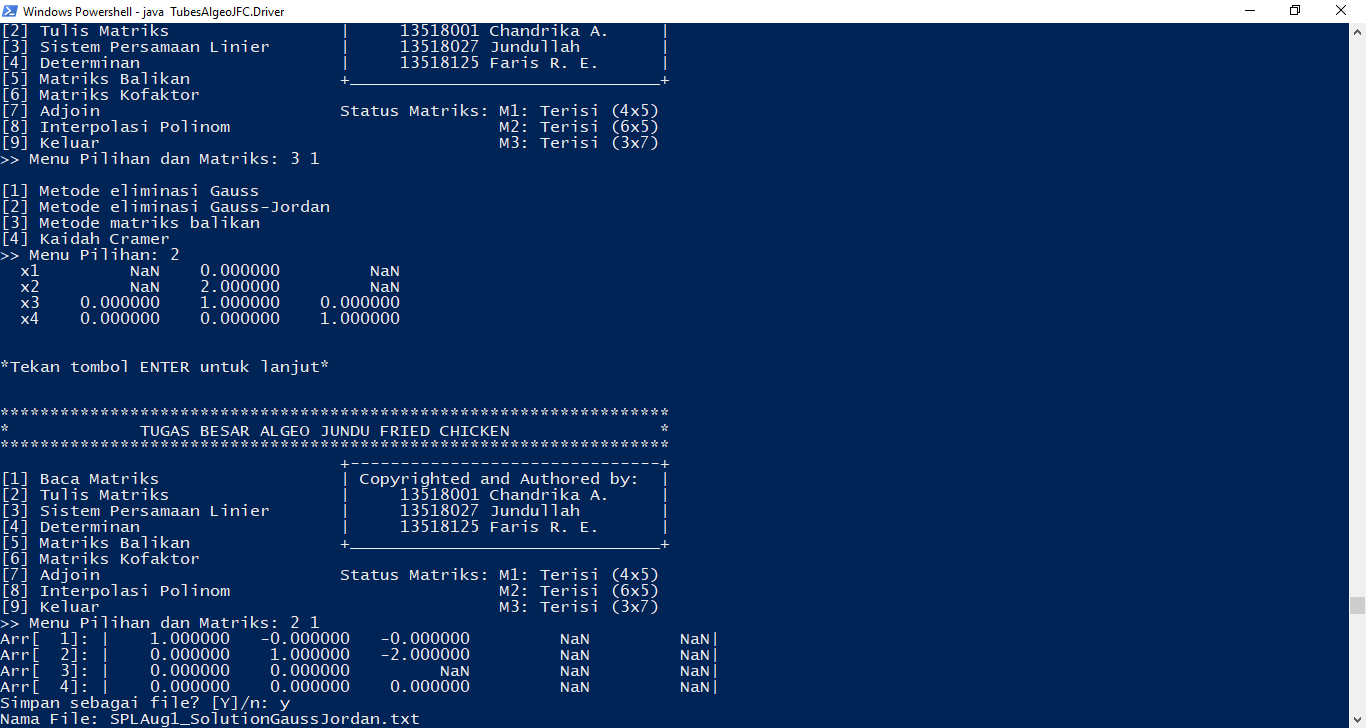 Windows Powershell - java  TubesAlgeoJFC.Driver
[2] Tulis Matriks                 |     13518001 Chandrika A.     |
[3] Sistem Persamaan Linier       |     13518027 Jundullah        |
[4] Determinan                    |     13518125 Faris R. E.      |
[5] Matriks Balikan               +_______________________________+
[6] Matriks Kofaktor
[7] Adjoin                        Status Matriks: M1: Terisi (4x5)
[8] Interpolasi Polinom                           M2: Terisi (6x5)
[9] Keluar                                        M3: Terisi (3x7)
>> Menu Pilihan dan Matriks: 3 1
[1] Metode eliminasi Gauss
[2] Metode eliminasi Gauss-Jordan
[3] Metode matriks balikan
[4] Kaidah Cramer
>> Menu Pilihan: 2
  x1         NaN    0.000000         NaN
  x2         NaN    2.000000         NaN
  x3    0.000000    1.000000    0.000000
  x4    0.000000    0.000000    1.000000
*Tekan tombol ENTER untuk lanjut*
*******************************************************************
*             TUGAS BESAR ALGEO JUNDU FRIED CHICKEN               *
*******************************************************************
                                  +-------------------------------+
[1] Baca Matriks                  | Copyrighted and Authored by:  |
[2] Tulis Matriks                 |     13518001 Chandrika A.     |
[3] Sistem Persamaan Linier       |     13518027 Jundullah        |
[4] Determinan                    |     13518125 Faris R. E.      |
[5] Matriks Balikan               +_______________________________+
[6] Matriks Kofaktor
[7] Adjoin                        Status Matriks: M1: Terisi (4x5)
[8] Interpolasi Polinom                           M2: Terisi (6x5)
[9] Keluar                                        M3: Terisi (3x7)
>> Menu Pilihan dan Matriks: 2 1
Arr[  1]: |    1.000000   -0.000000   -0.000000         NaN         NaN|
Arr[  2]: |    0.000000    1.000000   -2.000000         NaN         NaN|
Arr[  3]: |    0.000000    0.000000         NaN         NaN         NaN|
Arr[  4]: |    0.000000    0.000000    0.000000         NaN         NaN|
Simpan sebagai file? [Y]/n: y
Nama File: SPLAug1_SolutionGaussJordan.txt